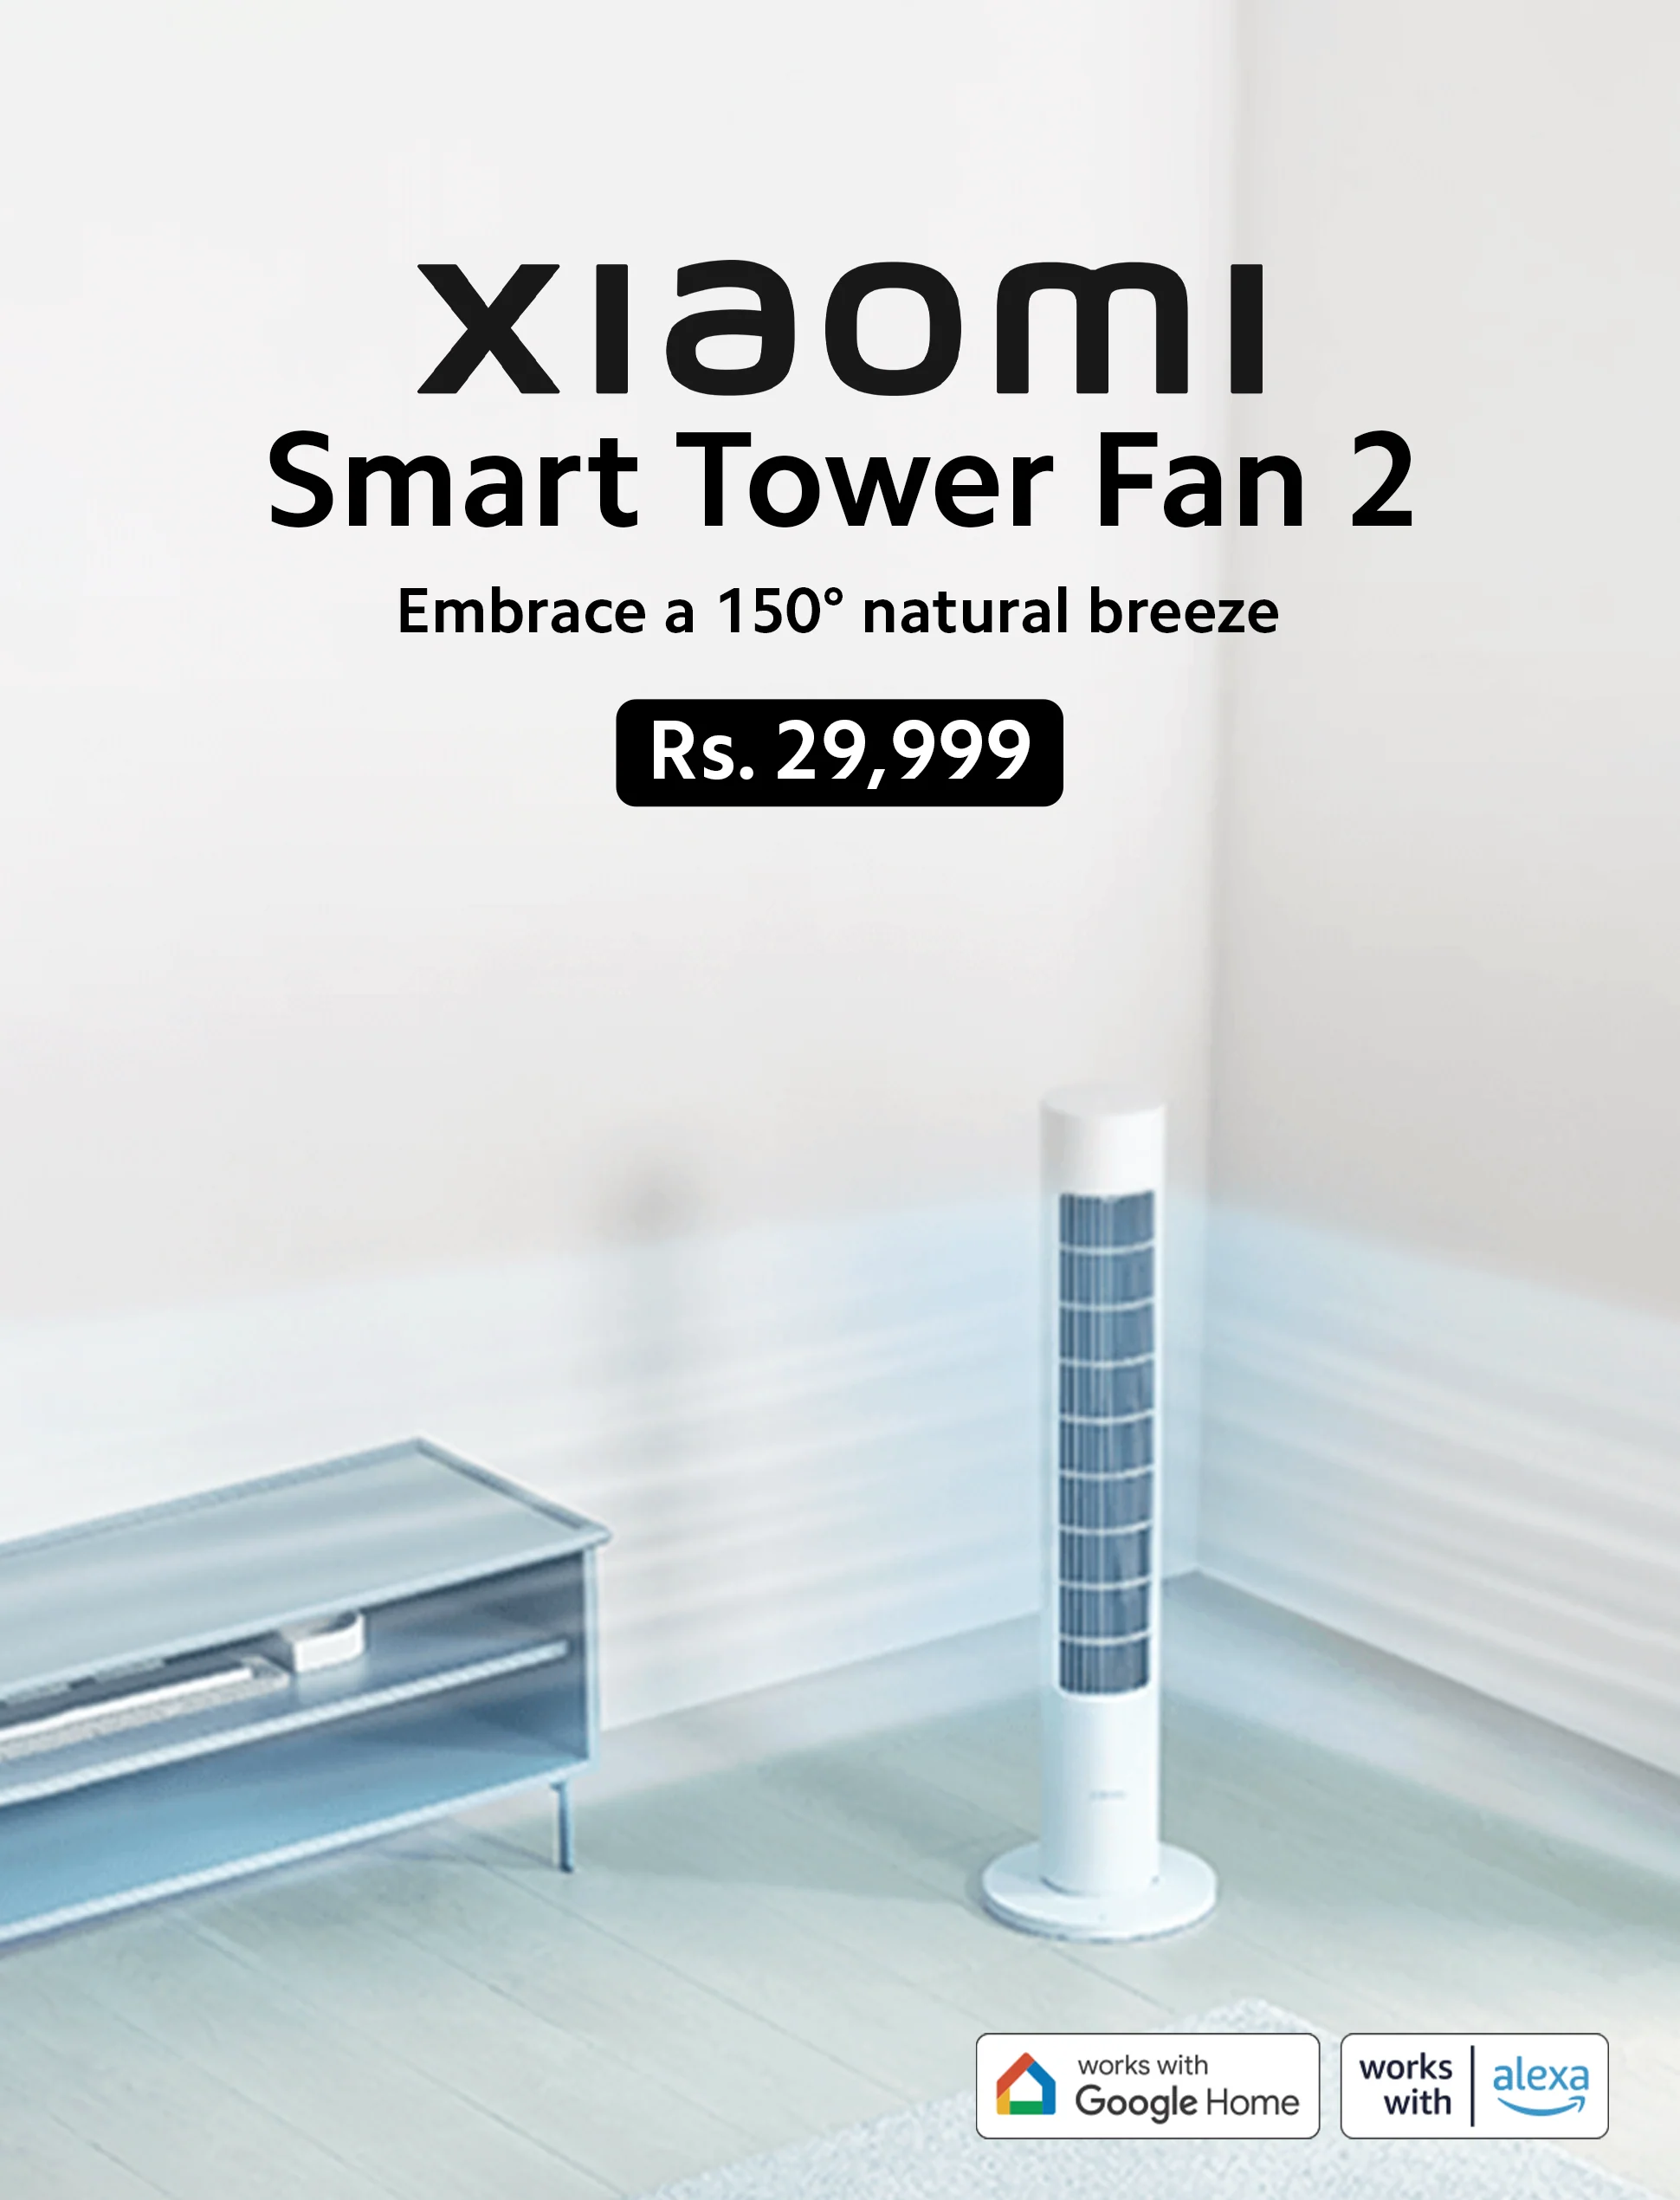 xiaomi
Smart Tower Fan 2
Embrace a 150° natural breeze
Rs. 29,999
works with
Google Home
works
with
alexa